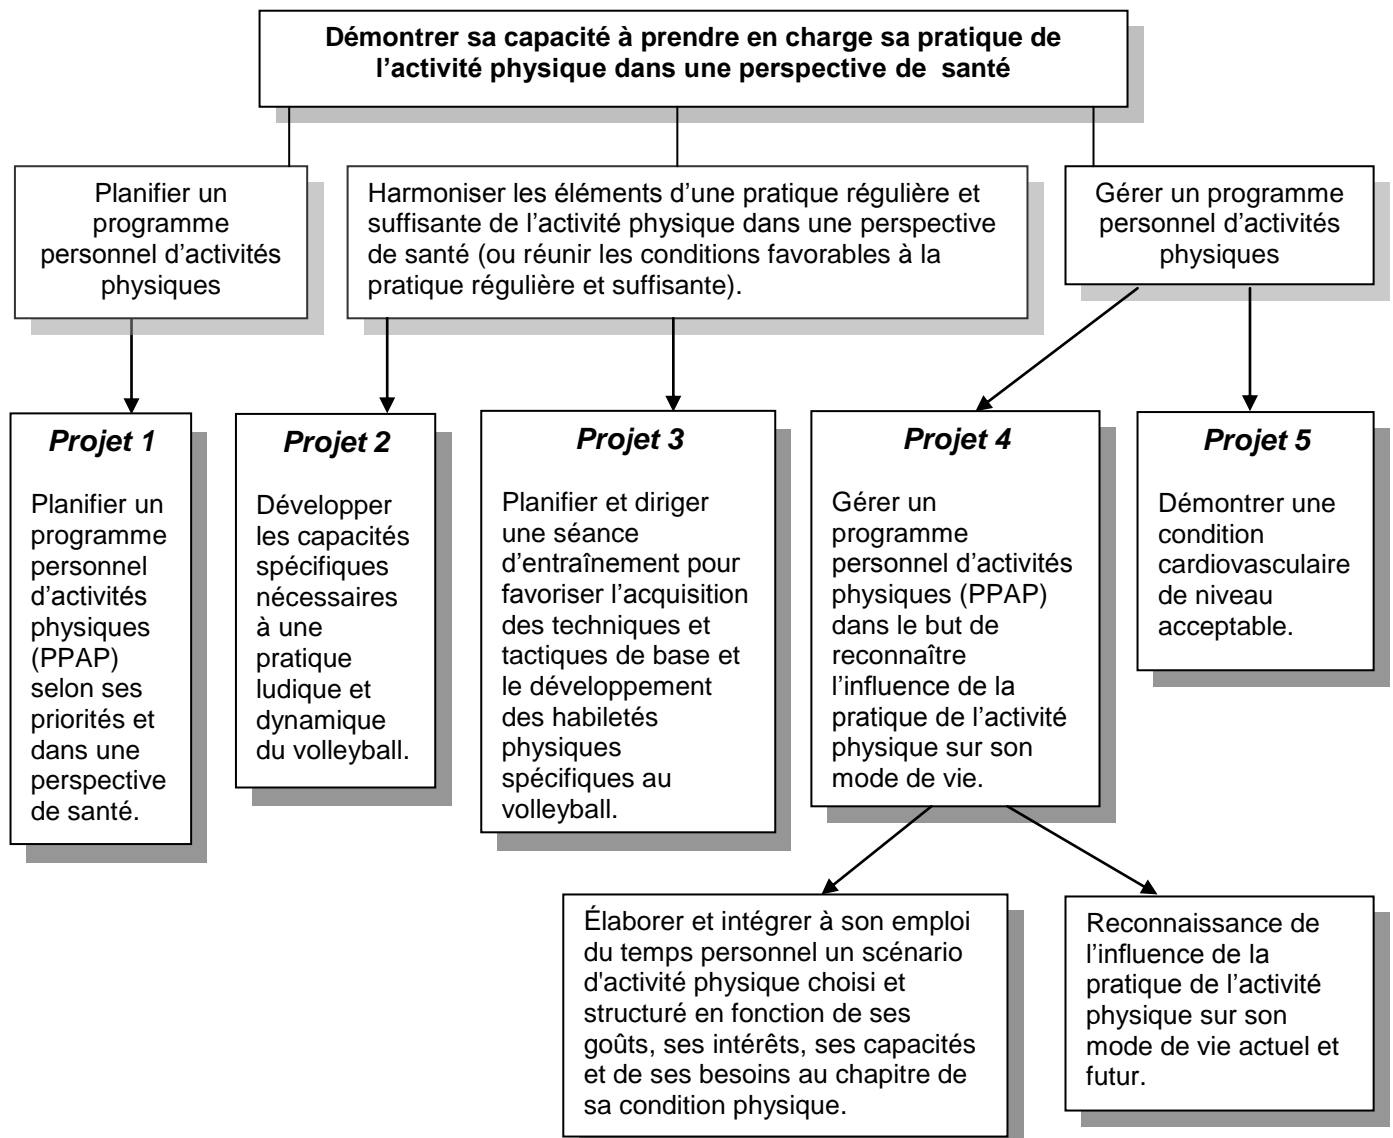 Démontrer sa capacité à prendre en charge sa pratique de
l’activité physique dans une perspective de  santé
Planifier un
programme
personnel d’activités
physiques
Harmoniser les éléments d’une pratique régulière et
suffisante de l’activité physique dans une perspective
de santé (ou réunir les conditions favorables à la
pratique régulière et suffisante).
Gérer un programme
personnel d’activités
physiques
Projet 1
Planifier un
programme
personnel
d’activités
physiques
(PPAP)
selon ses
priorités et
dans une
perspective
de santé.
Projet 2
Développer
les capacités
spécifiques
nécessaires
à une
pratique
ludique et
dynamique
du volleyball.
Projet 3
Planifier et diriger
une séance
d’entraînement pour
favoriser l’acquisition
des techniques et
tactiques de base et
le développement
des habiletés
physiques
spécifiques au
volleyball.
Projet 4
Gérer un
programme
personnel d’activités
physiques (PPAP)
dans le but de
reconnaître
l’influence de la
pratique de l’activité
physique sur son
mode de vie.
Projet 5
Démontrer une
condition
cardiovasculaire
de niveau
acceptable.
Élaborer et intégrer à son emploi
du temps personnel un scénario
d'activité physique choisi et
structuré en fonction de ses
goûts, ses intérêts, ses capacités
et de ses besoins au chapitre de
sa condition physique.
Reconnaissance de
l’influence de la
pratique de l’activité
physique sur son
mode de vie actuel et
futur.